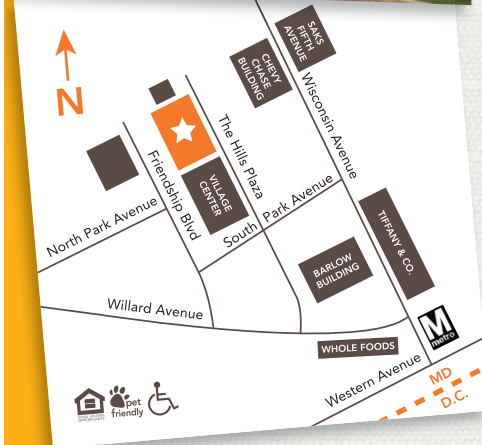 SAKS
FIFTH
AVENUE
CHEVY
CHASE
BUILDING
N
Wisconsin Avenue
The Hills Plaza
Friendship Blvd
VILLAGE
CENTER
North Park Avenue
South Park Avenue
TIFFANY & CO.
BARLOW
BUILDING
Willard Avenue
M
metro
WHOLE FOODS
Western Avenue
MD
D.C.
pet
friendly